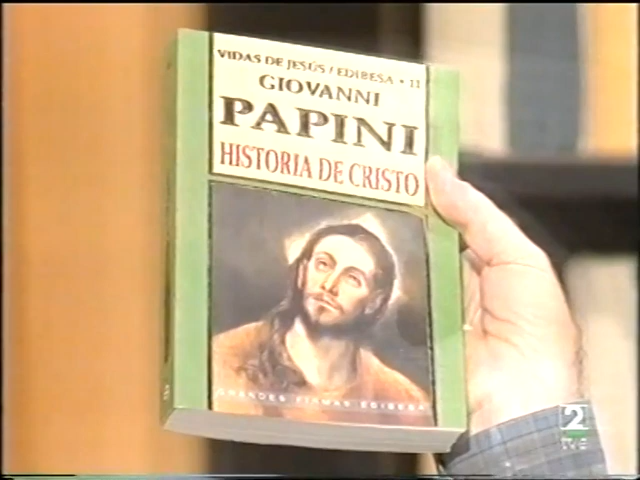 VIDAS DE JESÚS / EDIBESA • 11
GIOVANNI
PAPINI
HISTORIA DE CRISTO
GRANDES FIRMAS EDIBESA
2
tve